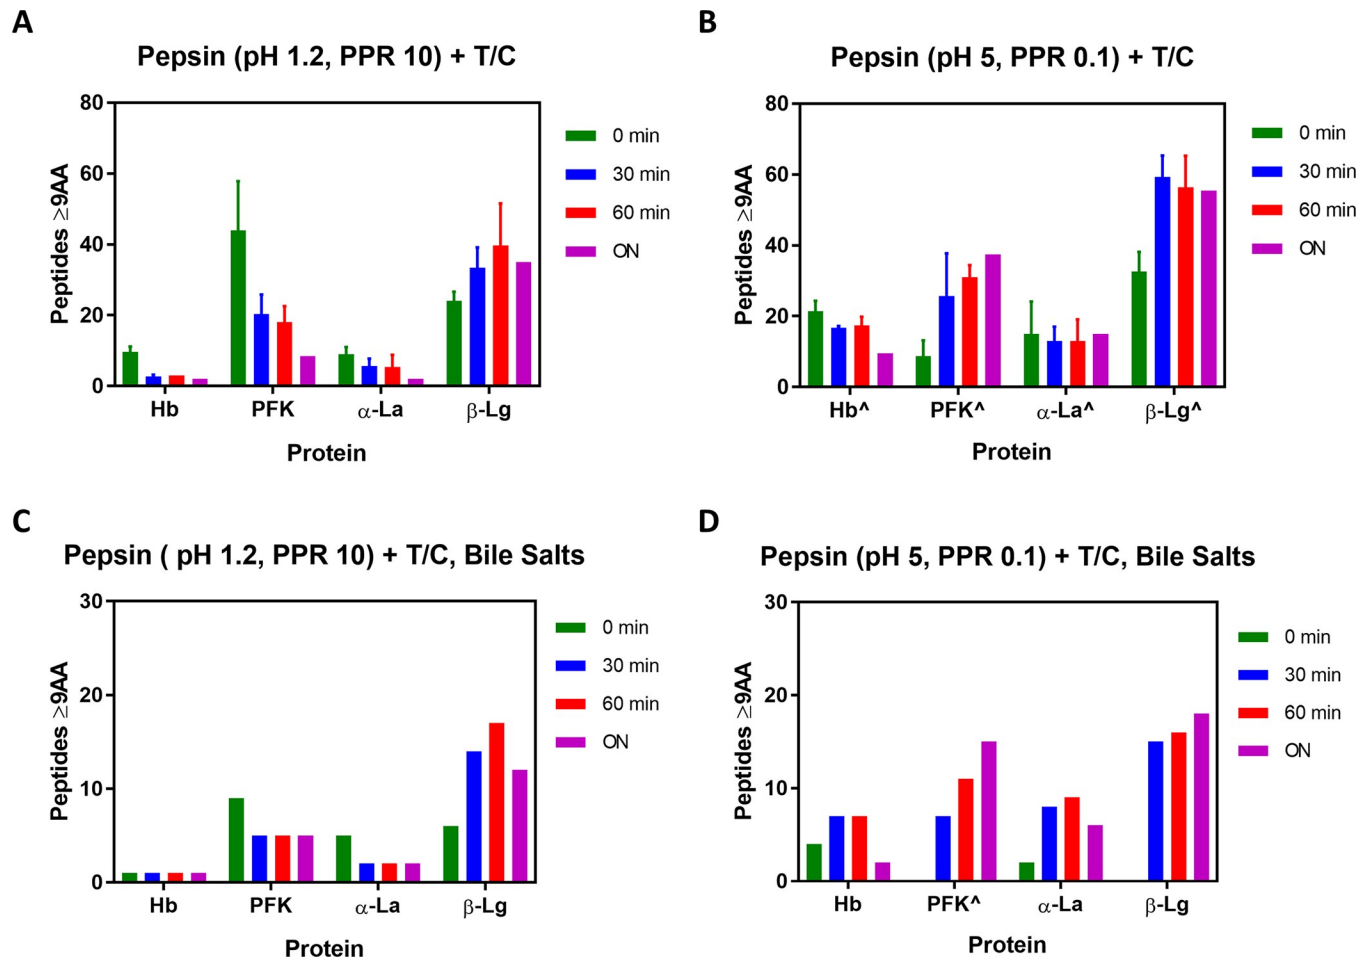 A
Pepsin (pH 1.2, PPR 10) + T/C
Peptides ≥9AA
80
60
40
20
0
Hb PFK α-La β-Lg
Protein
0 min
30 min
60 min
ON
B
Pepsin (pH 5, PPR 0.1) + T/C
Peptides ≥9AA
80
60
40
20
0
Hb^ PFK^ α-La^ β-Lg^
Protein
0 min
30 min
60 min
ON
C
Pepsin ( pH 1.2, PPR 10) + T/C, Bile Salts
Peptides ≥9AA
30
20
10
0
Hb PFK α-La β-Lg
Protein
0 min
30 min
60 min
ON
D
Pepsin (pH 5, PPR 0.1) + T/C, Bile Salts
Peptides ≥9AA
30
20
10
0
Hb PFK^ α-La β-Lg
Protein
0 min
30 min
60 min
ON